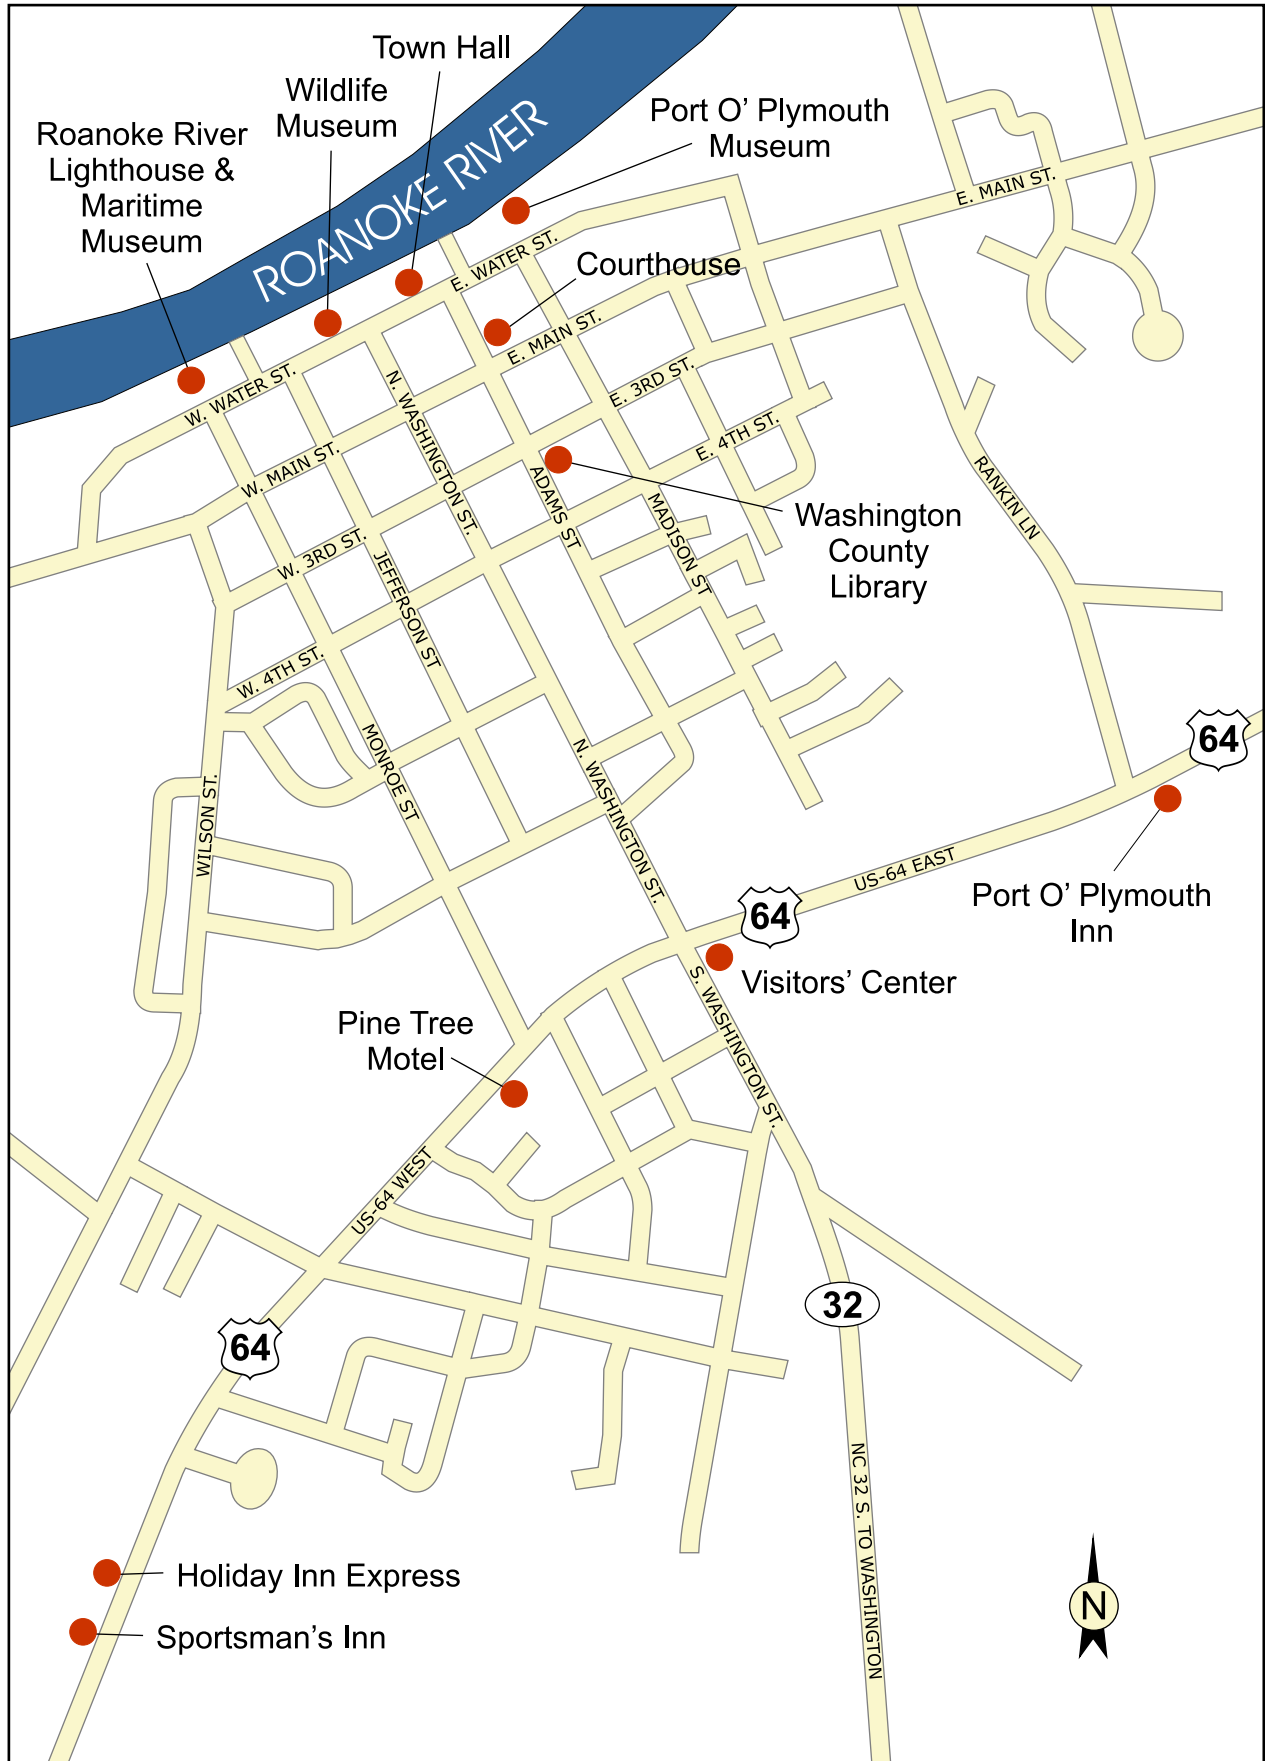 Town Hall
Wildlife
Museum
Port O’ Plymouth
Museum
Roanoke River
Lighthouse &
Maritime
Museum
ROANOKE RIVER
E. MAIN ST.
E. WATER ST.
Courthouse
E. MAIN ST.
W. WATER ST.
N. WASHINGTON ST.
E. 3RD ST.
E. 4TH ST.
W. MAIN ST.
ADAMS ST
MADISON ST
RANKIN LN
Washington
County
Library
W. 3RD ST.
JEFFERSON ST
W. 4TH ST.
MONROE ST
N. WASHINGTON ST.
64
WILSON ST.
US-64 EAST
Port O’ Plymouth
Inn
64
Visitors’ Center
S. WASHINGTON ST.
Pine Tree
Motel
US-64 WEST
32
64
NC 32 S. TO WASHINGTON
Holiday Inn Express
Sportsman’s Inn
N